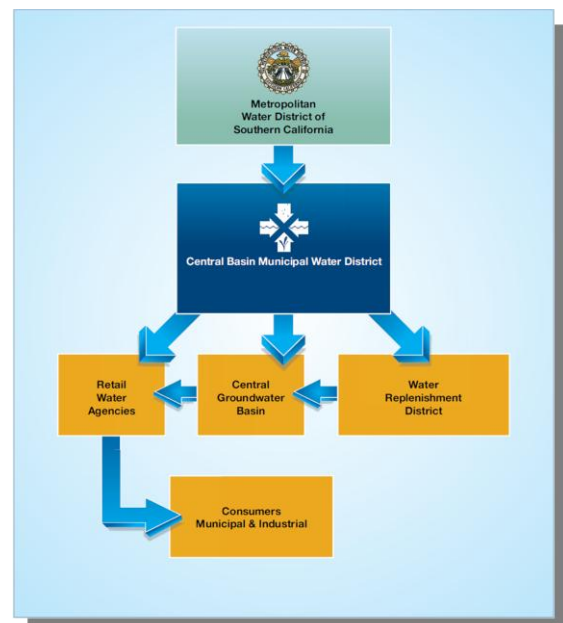 Metropolitan
Water District of
Southern California
Central Basin Municipal Water District
Retail
Water
Agencies
Central
Groundwater
Basin
Water
Replenishment
District
Consumers
Municipal & Industrial